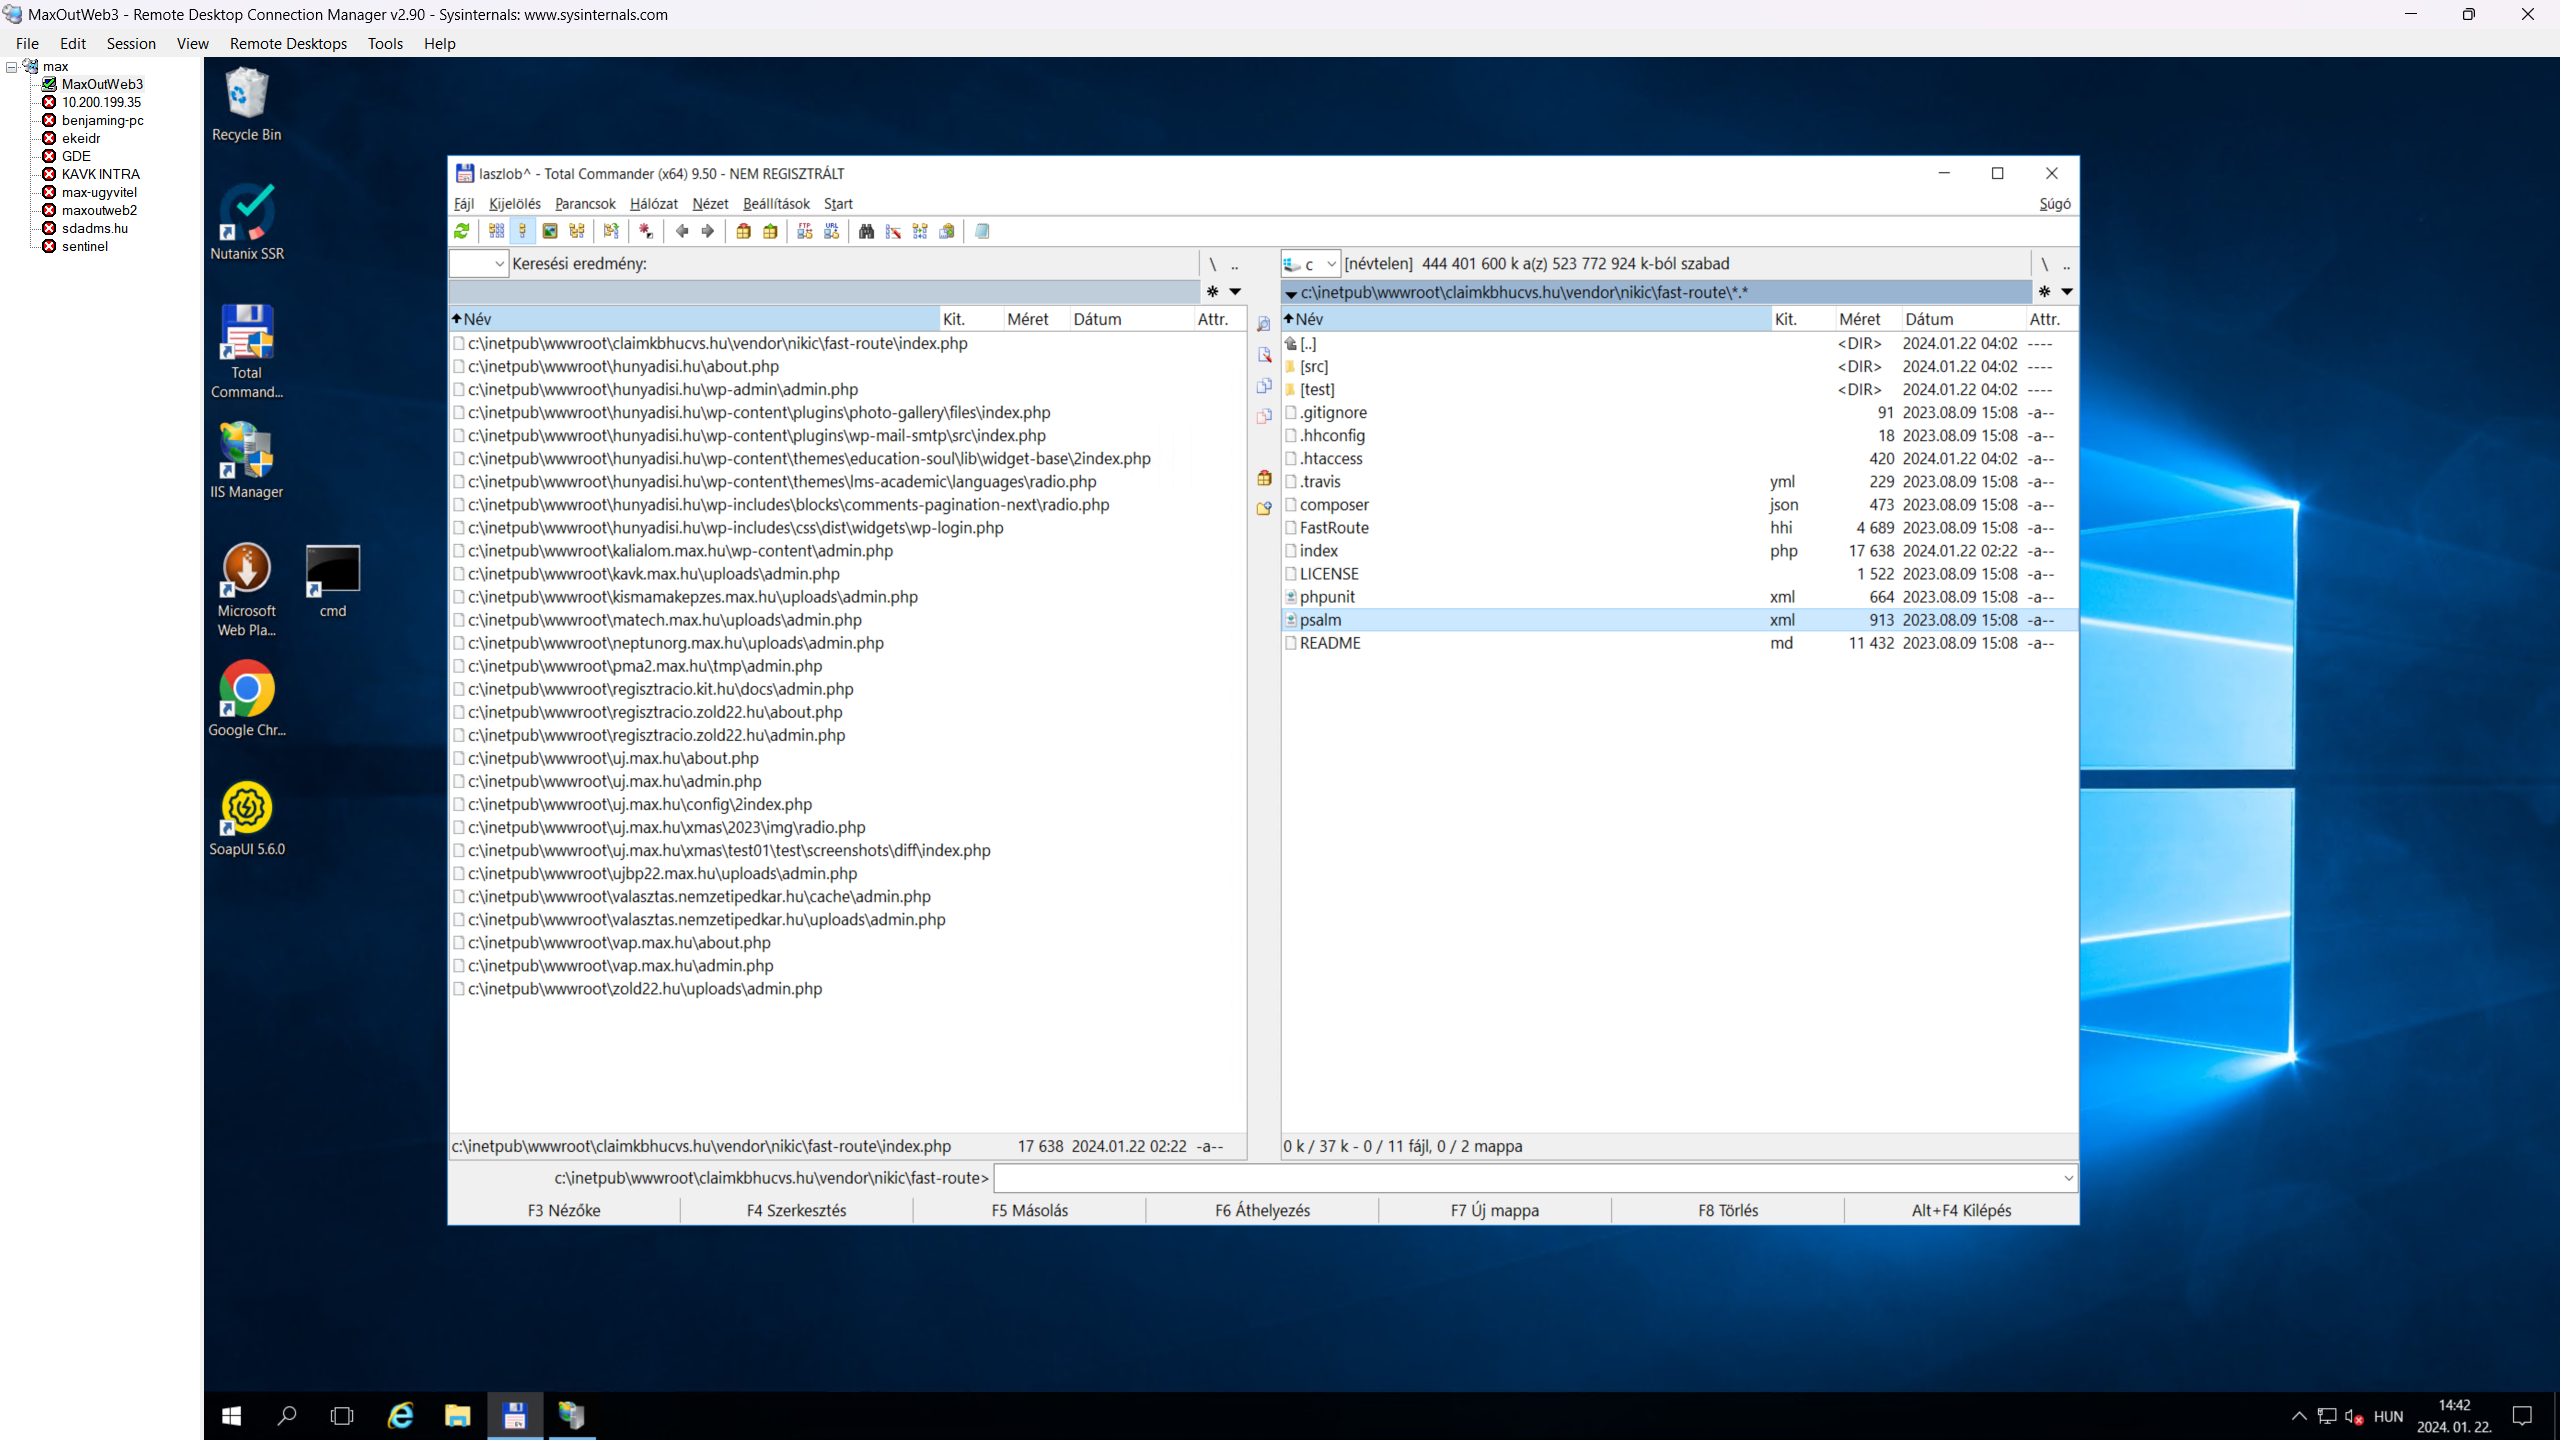 MaxOutWeb3 - Remote Desktop Connection Manager v2.90 - Sysinternals: www.sysinternals.com
File Edit Session View Remote Desktops Tools Help
max
MaxOutWeb3
10.200.199.35
benjaming-pc
ekeidr
GDE
KAVK INTRA
max-ugyvitel
maxoutweb2
sdadms.hu
sentinel
Recycle Bin
Nutanix SSR
Total
Command...
IIS Manager
Microsoft
Web Pla...
cmd
Google Chr...
SoapUI 5.6.0
laszlob^ - Total Commander (x64) 9.50 - NEM REGISZTRÁLT
Fájl Kijelölés Parancsok Hálózat Nézet Beállítások Start Súgó
Keresési eredmény: \ ..
* 
Név Kit. Méret Dátum Attr.
c:\inetpub\wwwroot\claimkbhucvs.hu\vendor\nikic\fast-route\index.php
c:\inetpub\wwwroot\hunyadisi.hu\about.php
c:\inetpub\wwwroot\hunyadisi.hu\wp-admin\admin.php
c:\inetpub\wwwroot\hunyadisi.hu\wp-content\plugins\photo-gallery\files\index.php
c:\inetpub\wwwroot\hunyadisi.hu\wp-content\plugins\wp-mail-smtp\src\index.php
c:\inetpub\wwwroot\hunyadisi.hu\wp-content\themes\education-soul\lib\widget-base\2index.php
c:\inetpub\wwwroot\hunyadisi.hu\wp-content\themes\lms-academic\languages\radio.php
c:\inetpub\wwwroot\hunyadisi.hu\wp-includes\blocks\comments-pagination-next\radio.php
c:\inetpub\wwwroot\hunyadisi.hu\wp-includes\css\dist\widgets\wp-login.php
c:\inetpub\wwwroot\kalialom.max.hu\wp-content\admin.php
c:\inetpub\wwwroot\kavk.max.hu\uploads\admin.php
c:\inetpub\wwwroot\kismamakepzes.max.hu\uploads\admin.php
c:\inetpub\wwwroot\matech.max.hu\uploads\admin.php
c:\inetpub\wwwroot\neptunorg.max.hu\uploads\admin.php
c:\inetpub\wwwroot\pma2.max.hu\tmp\admin.php
c:\inetpub\wwwroot\regisztracio.kit.hu\docs\admin.php
c:\inetpub\wwwroot\regisztracio.zold22.hu\about.php
c:\inetpub\wwwroot\regisztracio.zold22.hu\admin.php
c:\inetpub\wwwroot\uj.max.hu\about.php
c:\inetpub\wwwroot\uj.max.hu\admin.php
c:\inetpub\wwwroot\uj.max.hu\config\2index.php
c:\inetpub\wwwroot\uj.max.hu\xmas\2023\img\radio.php
c:\inetpub\wwwroot\uj.max.hu\xmas\test01\test\screenshots\diff\index.php
c:\inetpub\wwwroot\ujbp22.max.hu\uploads\admin.php
c:\inetpub\wwwroot\valasztas.nemzetipedkar.hu\cache\admin.php
c:\inetpub\wwwroot\valasztas.nemzetipedkar.hu\uploads\admin.php
c:\inetpub\wwwroot\vap.max.hu\about.php
c:\inetpub\wwwroot\vap.max.hu\admin.php
c:\inetpub\wwwroot\zold22.hu\uploads\admin.php
c:\inetpub\wwwroot\claimkbhucvs.hu\vendor\nikic\fast-route\index.php 17 638 2024.01.22 02:22 -a--
c [névtelen] 444 401 600 k a(z) 523 772 924 k-ból szabad \ ..
c:\inetpub\wwwroot\claimkbhucvs.hu\vendor\nikic\fast-route\*.* *
Név Kit. Méret Dátum Attr.
[..] <DIR> 2024.01.22 04:02 ----
[src] <DIR> 2024.01.22 04:02 ----
[test] <DIR> 2024.01.22 04:02 ----
.gitignore 91 2023.08.09 15:08 -a--
.hhconfig 18 2023.08.09 15:08 -a--
.htaccess 420 2024.01.22 04:02 -a--
.travis yml 229 2023.08.09 15:08 -a--
composer json 473 2023.08.09 15:08 -a--
FastRoute hhi 4 689 2023.08.09 15:08 -a--
index php 17 638 2024.01.22 02:22 -a--
LICENSE 1 522 2023.08.09 15:08 -a--
phpunit xml 664 2023.08.09 15:08 -a--
psalm xml 913 2023.08.09 15:08 -a--
README md 11 432 2023.08.09 15:08 -a--
0 k / 37 k - 0 / 11 fájl, 0 / 2 mappa
c:\inetpub\wwwroot\claimkbhucvs.hu\vendor\nikic\fast-route>
F3 Nézőke F4 Szerkesztés F5 Másolás F6 Áthelyezés F7 Új mappa F8 Törlés Alt+F4 Kilépés
HUN
14:42
2024. 01. 22.